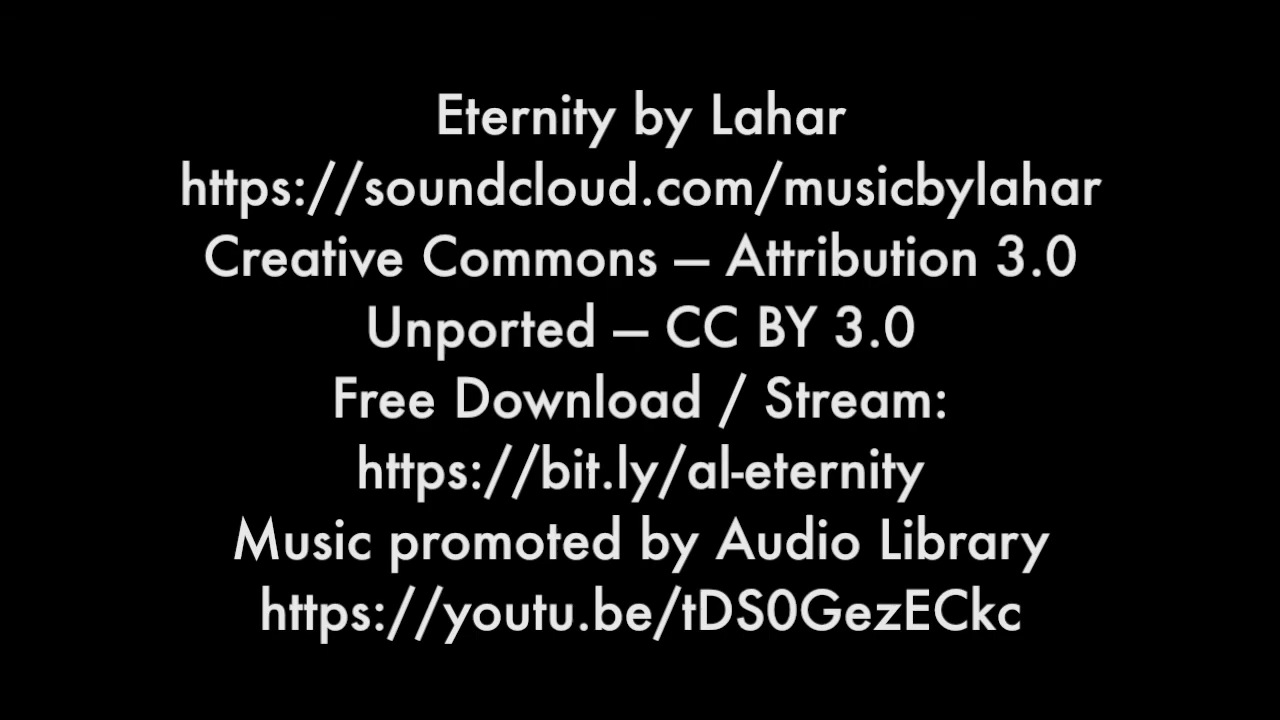 Eternity by Lahar
https://soundcloud.com/musicbylahar
Creative Commons — Attribution 3.0
Unported — CC BY 3.0
Free Download / Stream:
https://bit.ly/al-eternity
Music promoted by Audio Library
https://youtu.be/tDS0GezECkc